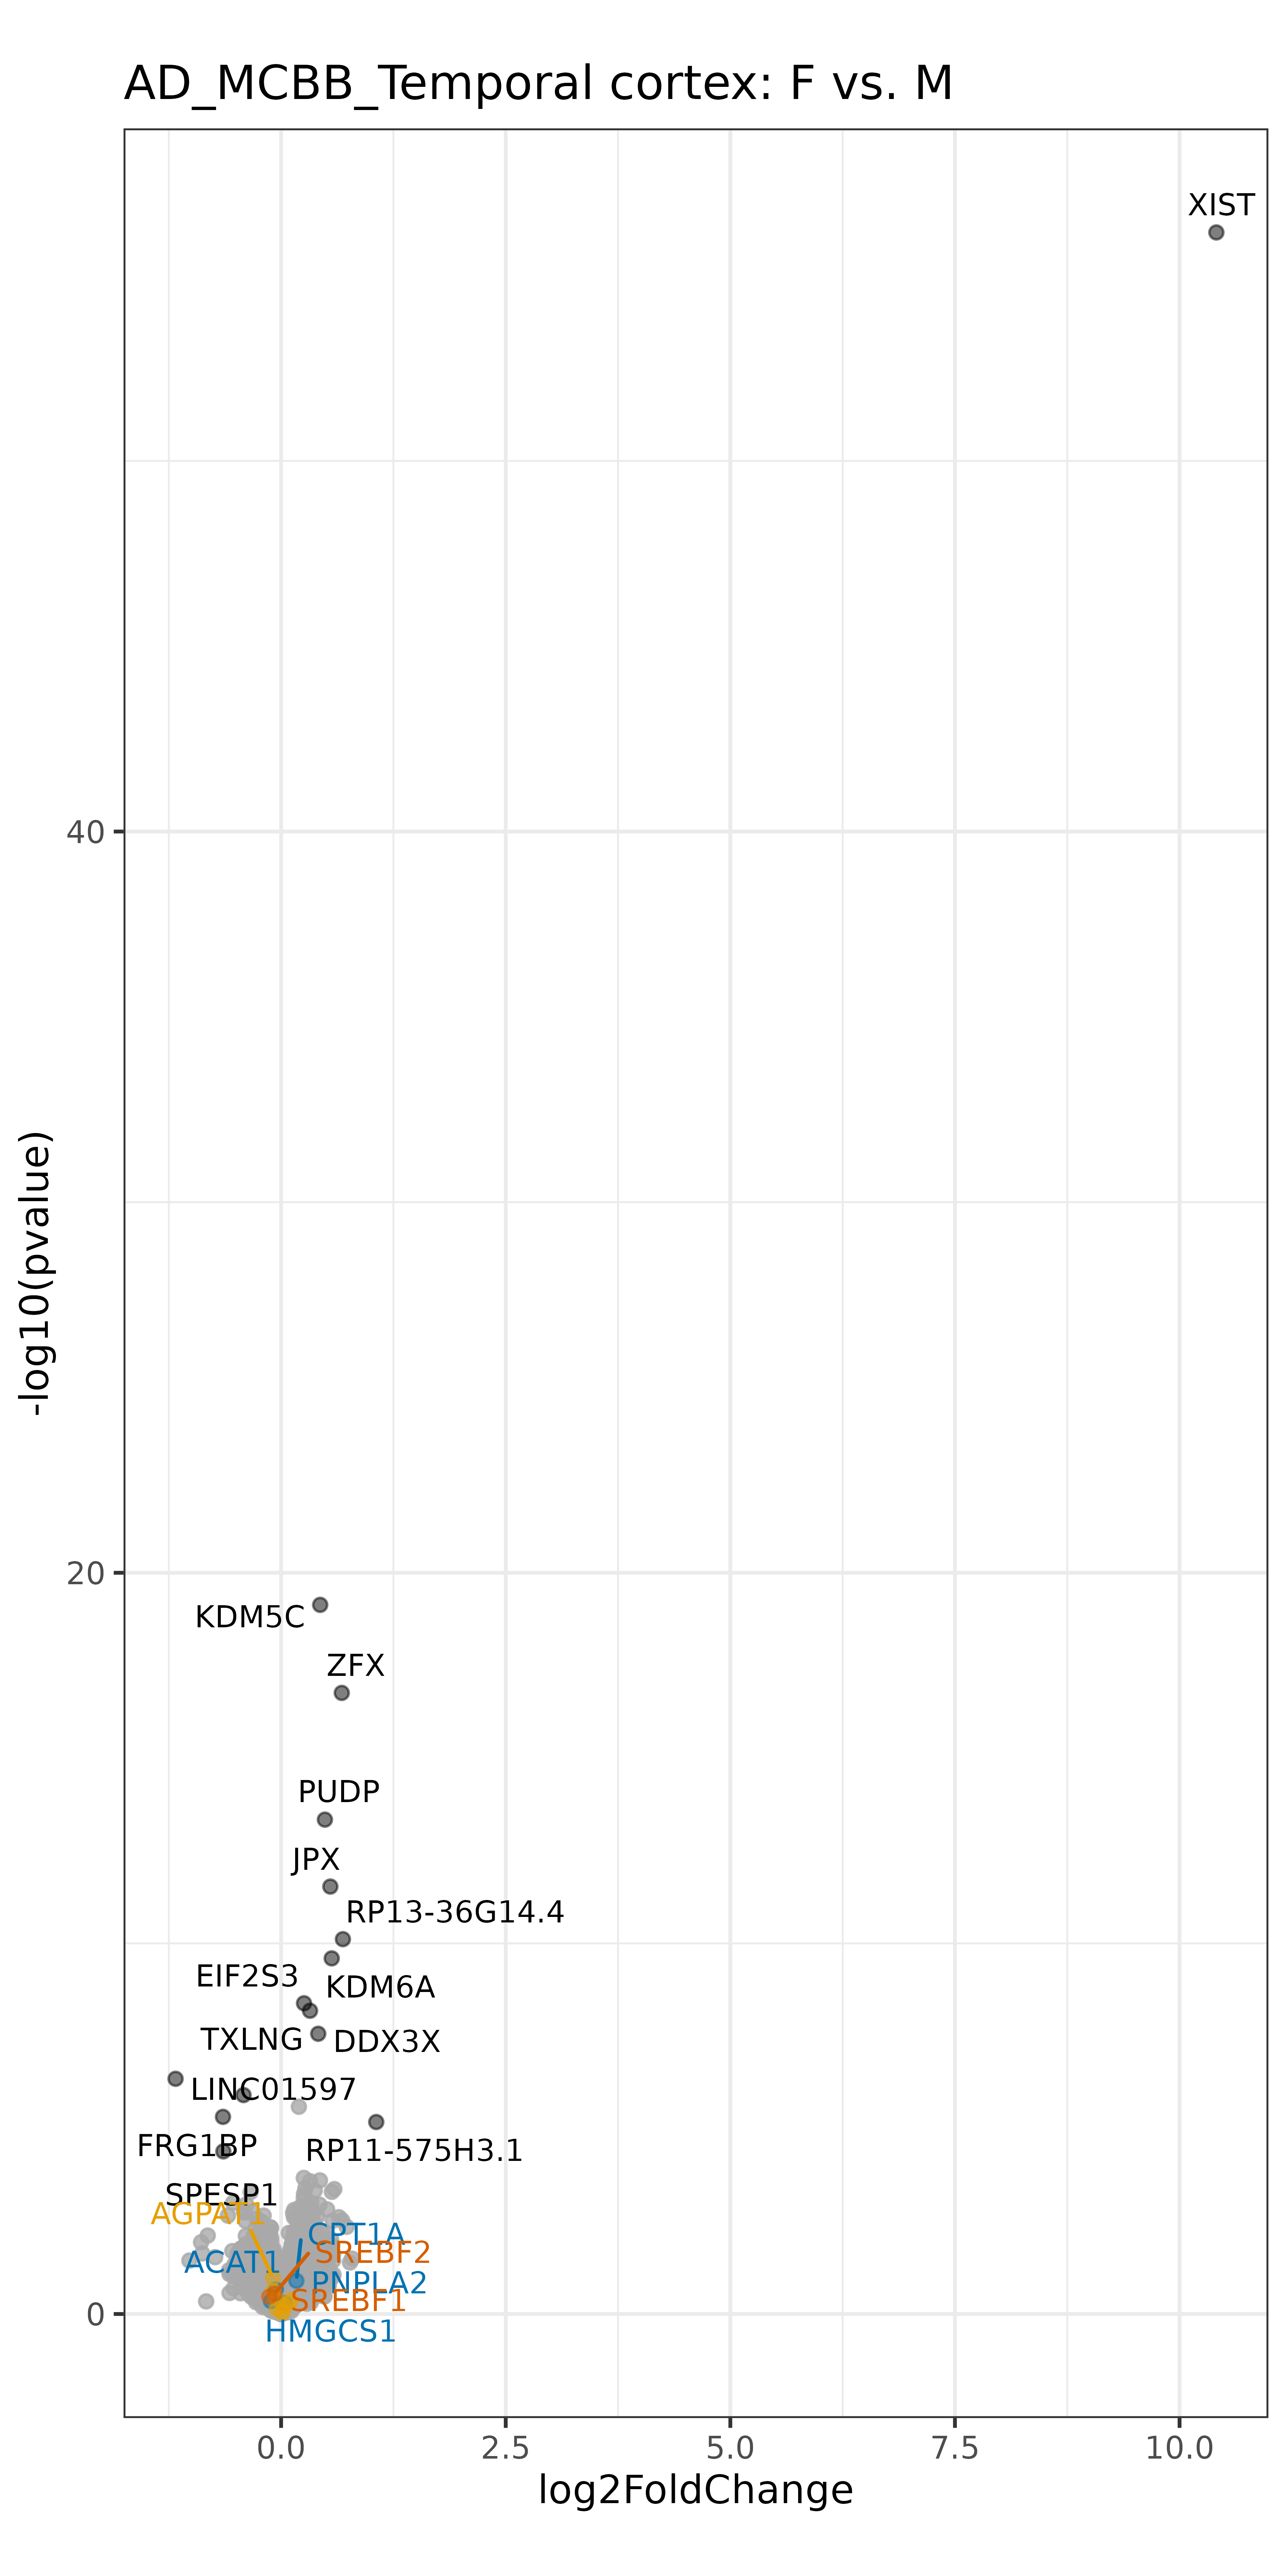 AD_MCBB_Temporal cortex: F vs. M
XIST
40
-log10(pvalue)
20
KDM5C
ZFX
PUDP
JPX
RP13-36G14.4
EIF2S3
KDM6A
TXLNG
DDX3X
LINC01597
FRG1BP
RP11-575H3.1
SPESP1
AGPAT1
CPT1A
SREBF2
ACAT1
PNPLA2
SREBF1
0
HMGCS1
0.0
2.5
5.0
7.5
10.0
log2FoldChange